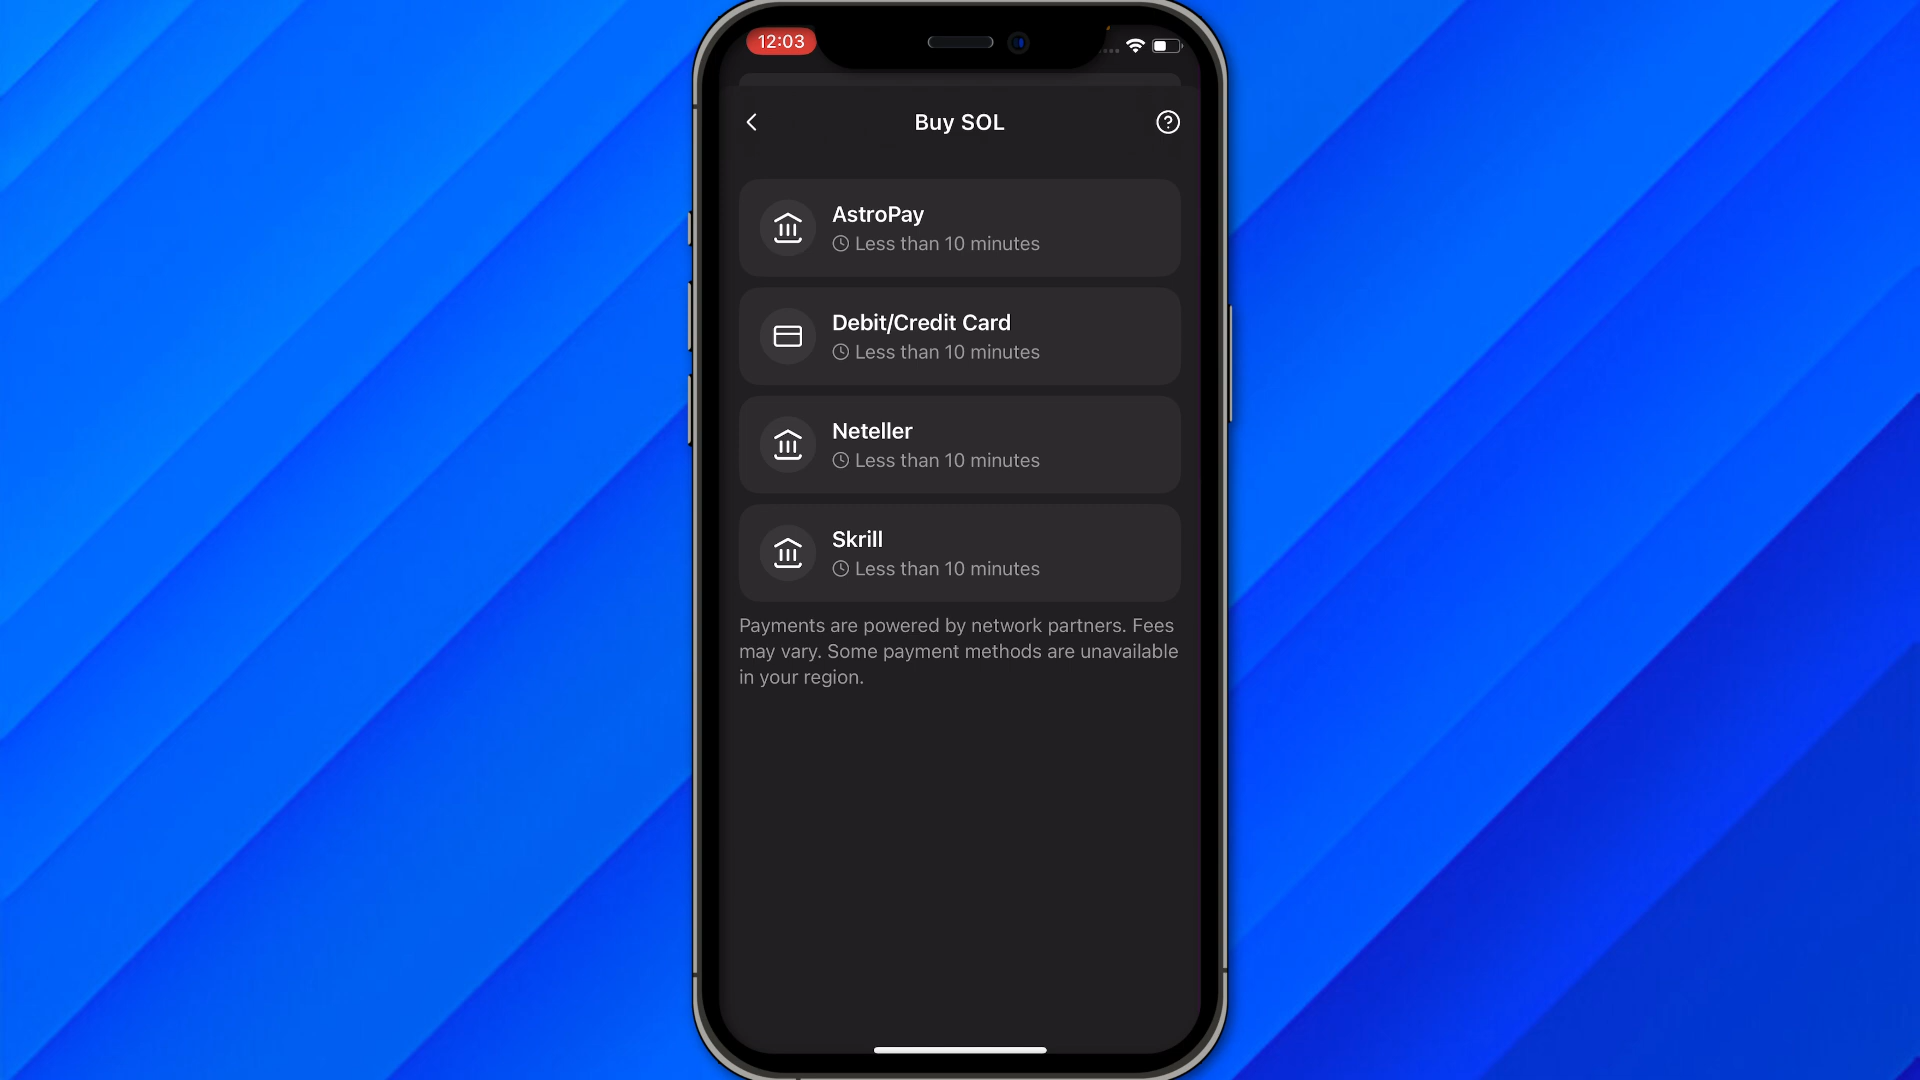 12:03
Buy SOL
AstroPay
Less than 10 minutes
Debit/Credit Card
Less than 10 minutes
Neteller
Less than 10 minutes
Skrill
Less than 10 minutes
Payments are powered by network partners. Fees
may vary. Some payment methods are unavailable
in your region.